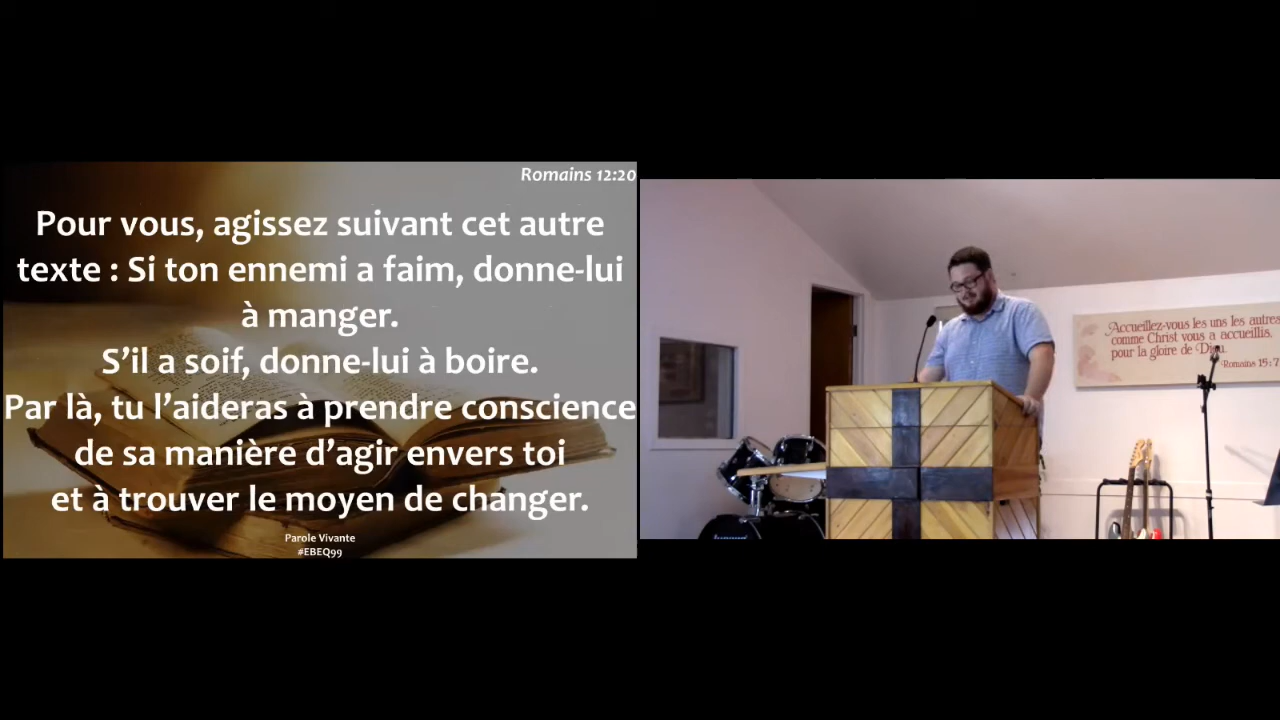 Romains 12:20
Pour vous, agissez suivant cet autre
texte : Si ton ennemi a faim, donne-lui
à manger.
S’il a soif, donne-lui à boire.
Par là, tu l’aideras à prendre conscience
de sa manière d’agir envers toi
et à trouver le moyen de changer.
Parole Vivante
#EBEQ99
Accueillez-vous les uns les autres
comme Christ vous a accueillis,
pour la gloire de Dieu.
Romains 15:7